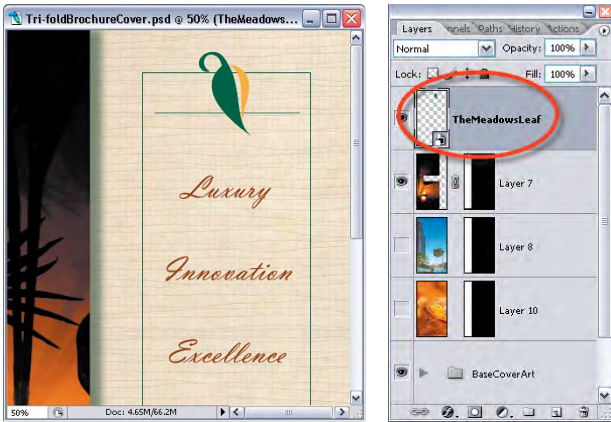 Tri-foldBrochureCover.psd @ 50% (TheMeadows...
Luxury
Innovation
Excellence
50%
Doc: 4.65M/66.2M
Layers
nnels
Paths
History
Actions
Normal
Opacity: 100%
Lock:
Fill: 100%
TheMeadowsLeaf
Layer 7
Layer 8
Layer 10
BaseCoverArt